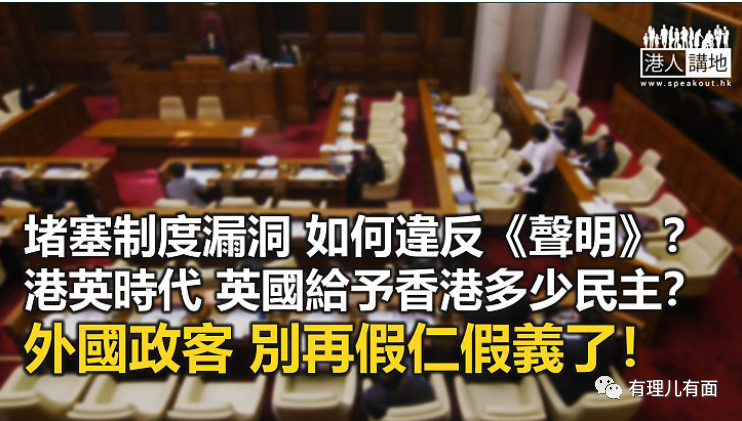 港人講地
www.speakout.hk
堵塞制度漏洞 如何違反《聲明》?
港英時代 英國給予香港多少民主?
外國政客 別再假仁假義了!
有理儿有面